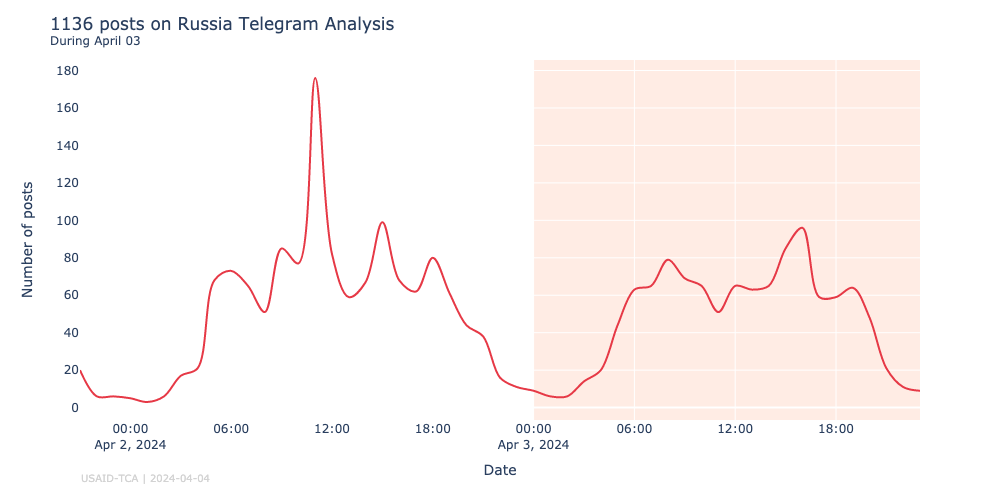 1136 posts on Russia Telegram Analysis
During April 03
180
160
140
120
100
80
60
40
20
0
Number of posts
00:00 06:00 12:00 18:00 00:00 06:00 12:00 18:00
Apr 2, 2024 Apr 3, 2024
Date
USAID-TCA | 2024-04-04